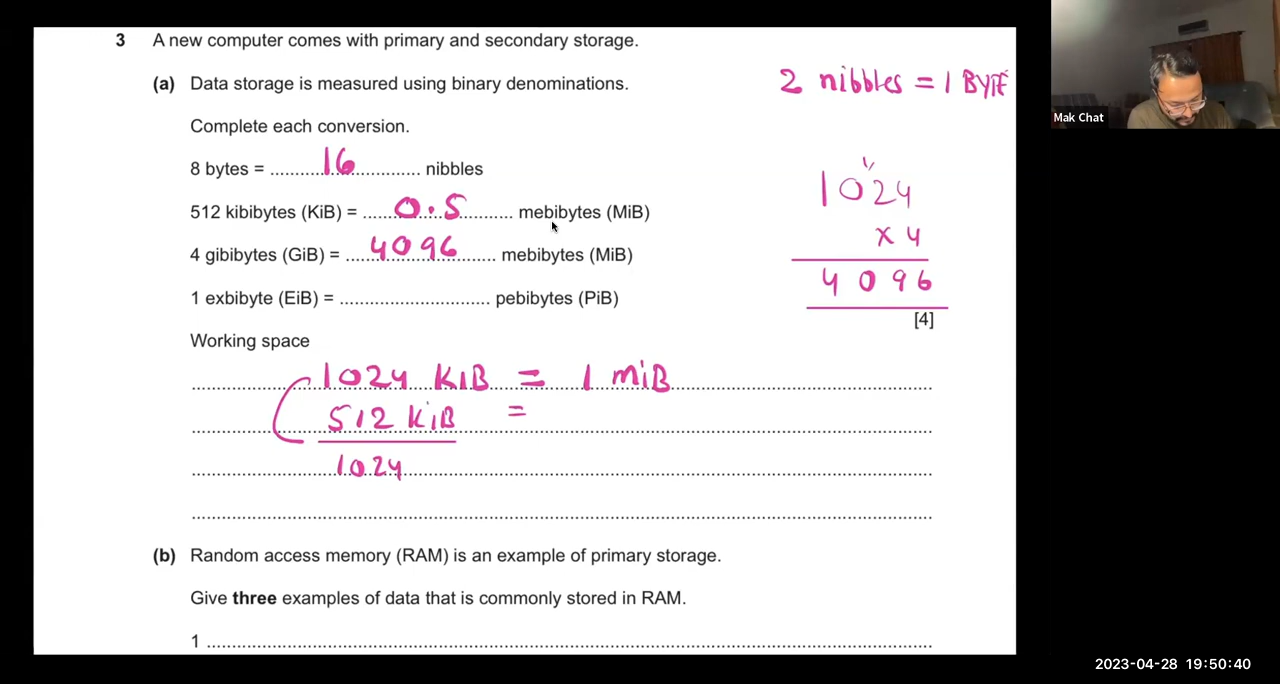 3 A new computer comes with primary and secondary storage.
(a) Data storage is measured using binary denominations.
2 nibbles = 1 BYTE
Complete each conversion.
Mak Chat
8 bytes = ...16... nibbles
512 kibibytes (KiB) = ...0.5... mebibytes (MiB)
4 gibibytes (GiB) = ...4096... mebibytes (MiB)
1 exbibyte (EiB) = .............................. pebibytes (PiB)
1024
x 4
4096
[4]
Working space
1024 KiB = 1 miB
512 KiB =
1024
(b) Random access memory (RAM) is an example of primary storage.
Give three examples of data that is commonly stored in RAM.
1
2023-04-28 19:50:40